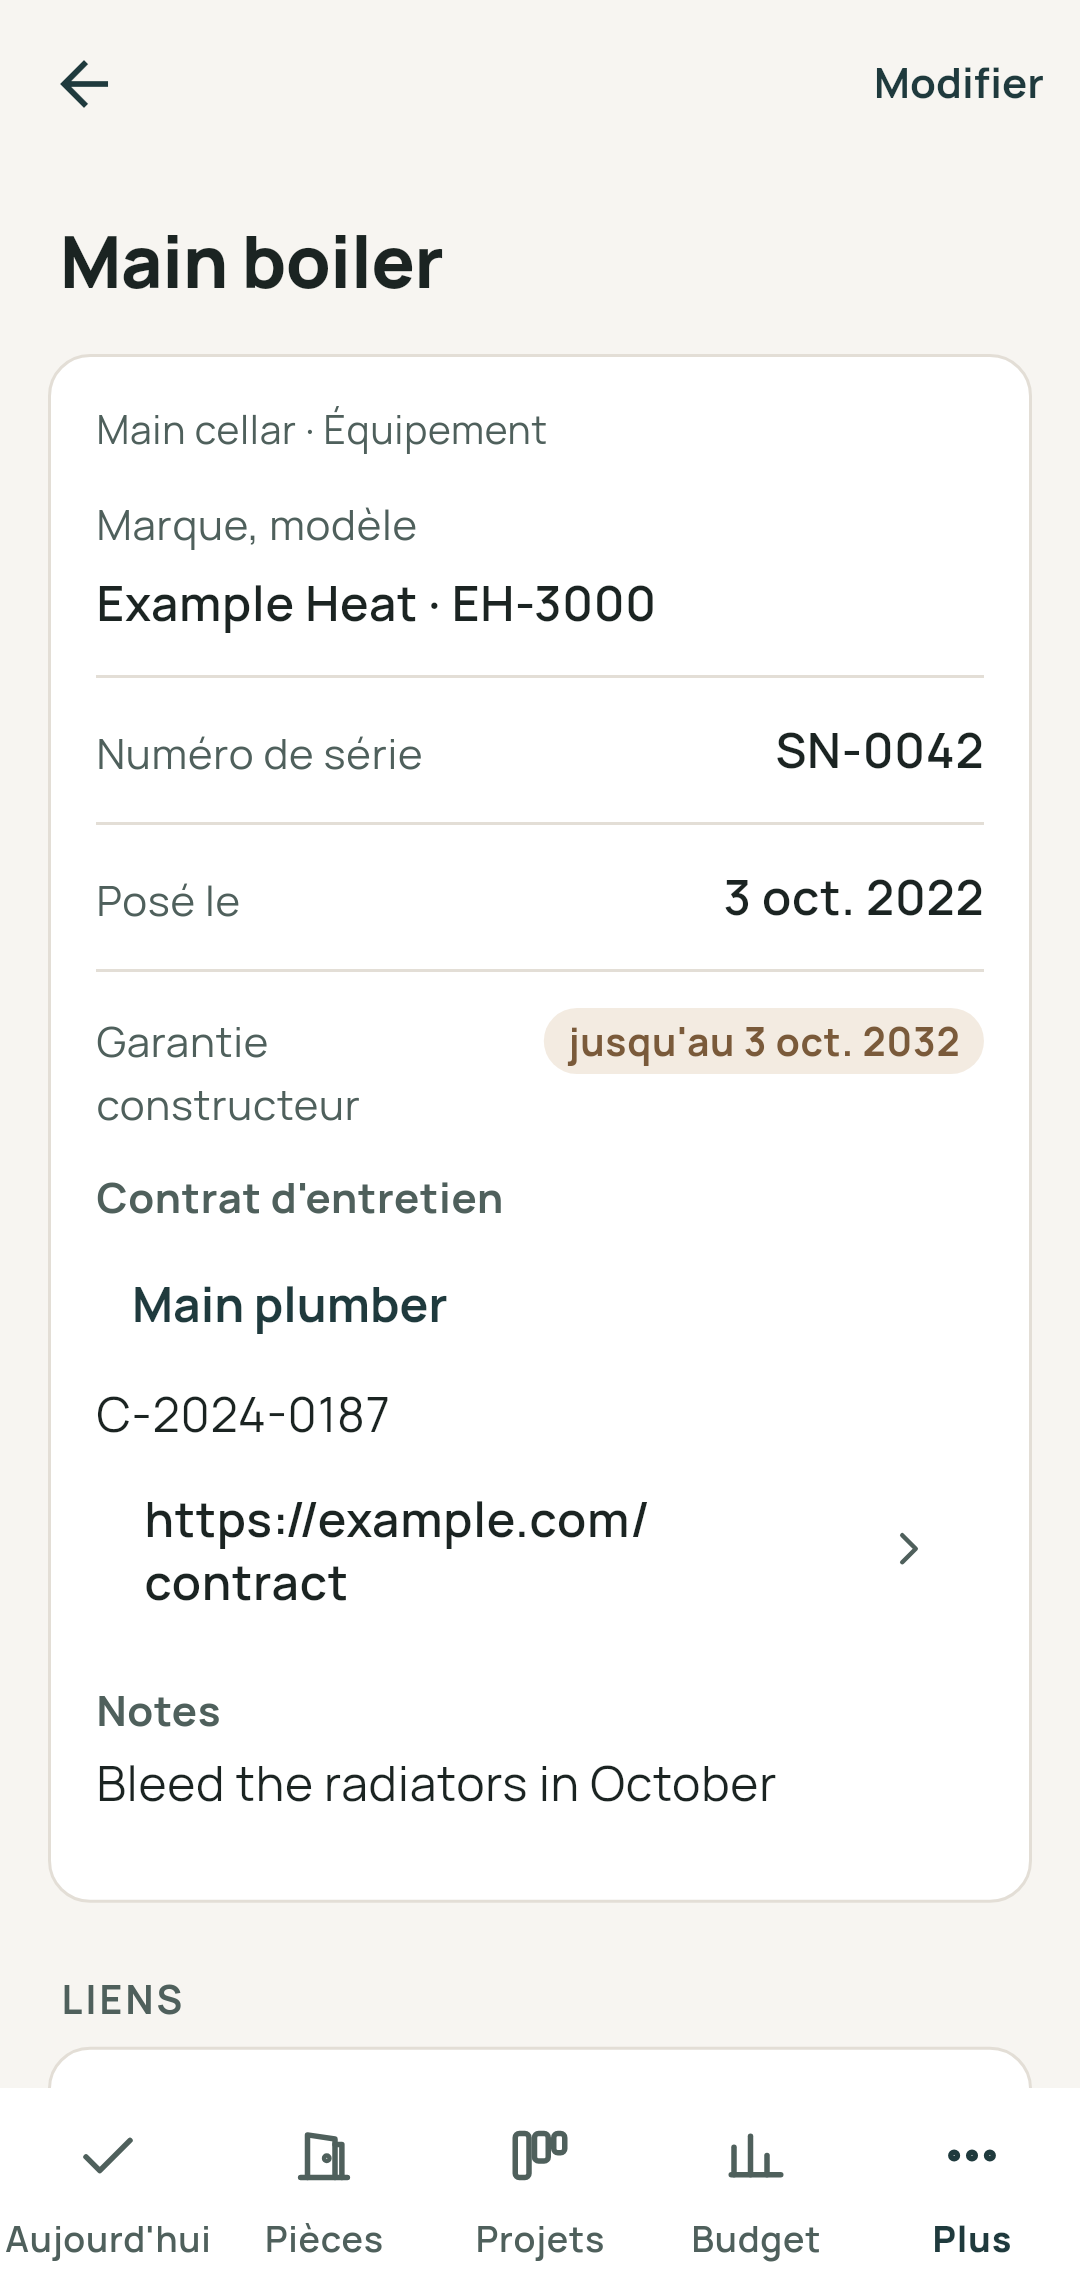 Modifier
Main boiler
Main cellar · Équipement
Marque, modèle
Example Heat · EH-3000
Numéro de série
SN-0042
Posé le
3 oct. 2022
Garantie
constructeur
jusqu'au 3 oct. 2032
Contrat d'entretien
Main plumber
C-2024-0187
https://example.com/
contract
Notes
Bleed the radiators in October
LIENS
Aujourd'hui
Pièces
Projets
Budget
Plus